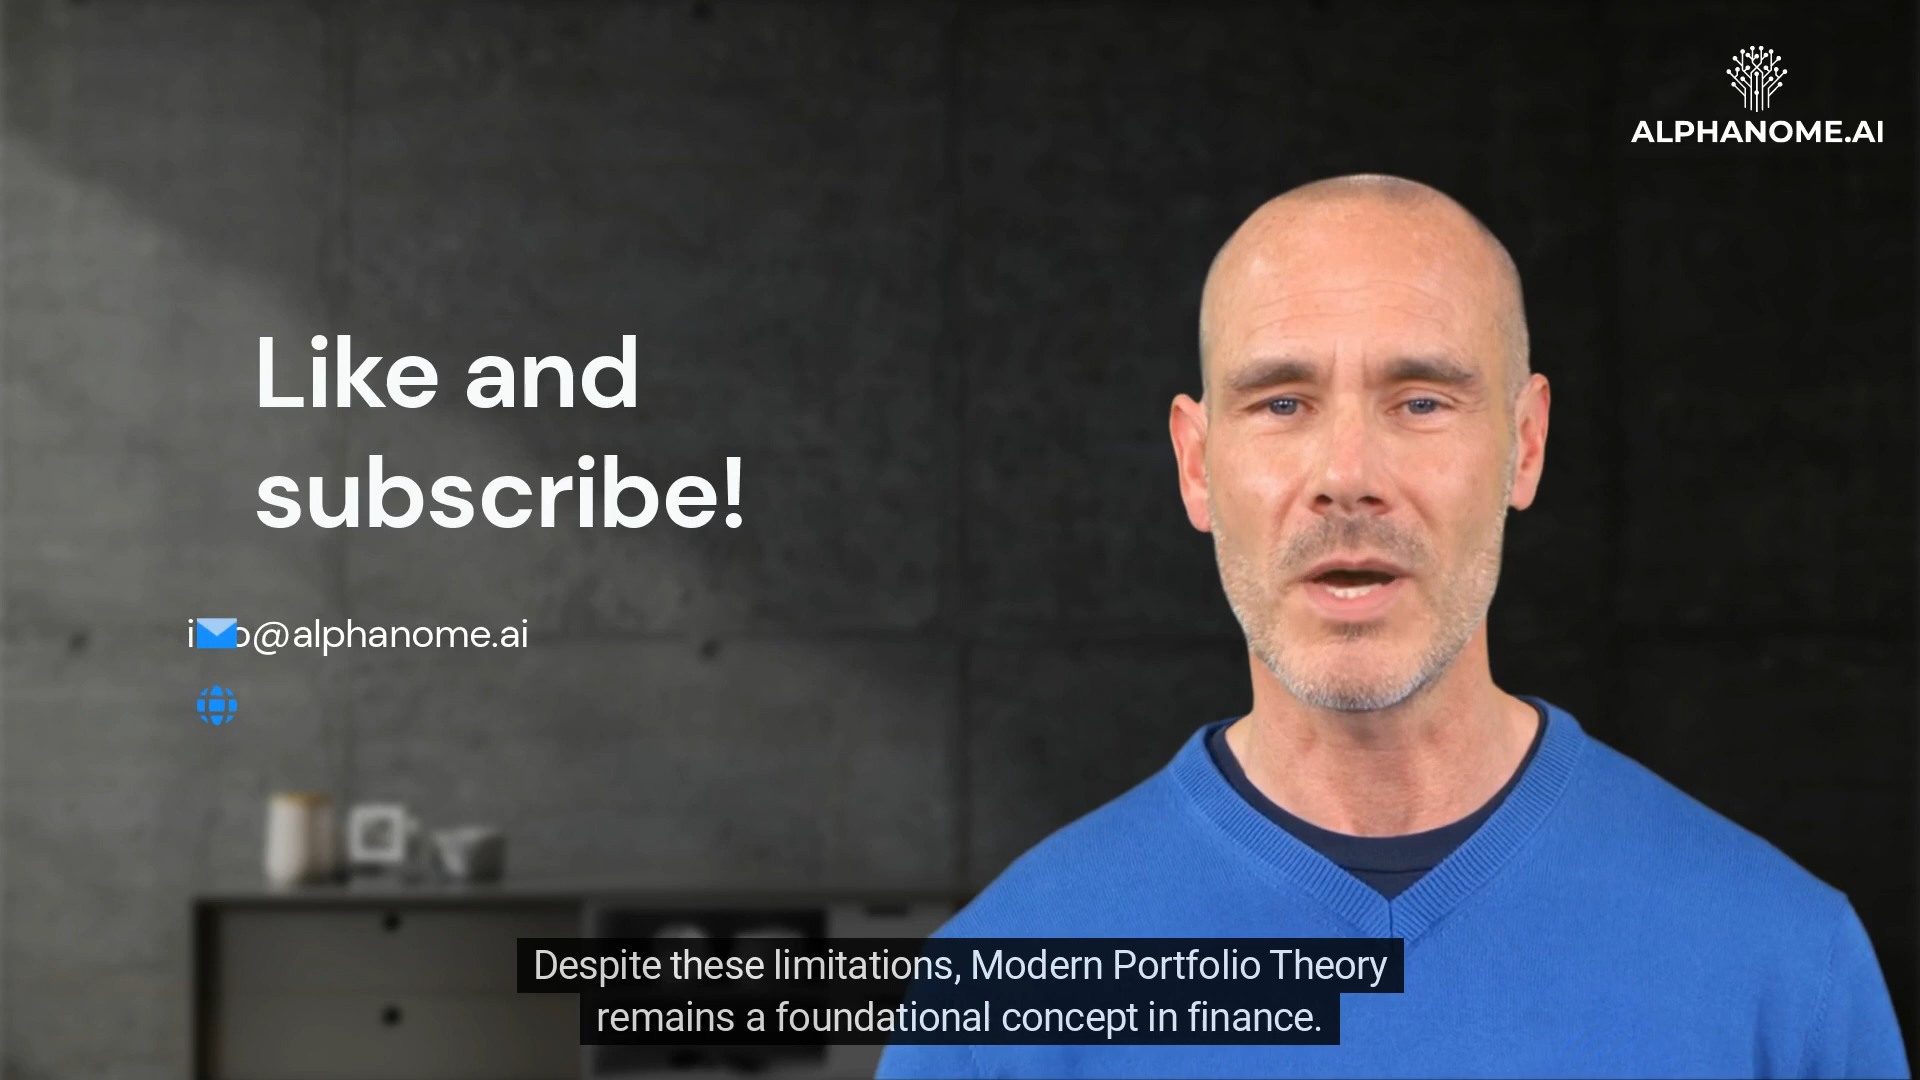 ALPHANOME.AI
Like and
subscribe!
i o@alphanome.ai
Despite these limitations, Modern Portfolio Theory
remains a foundational concept in finance.